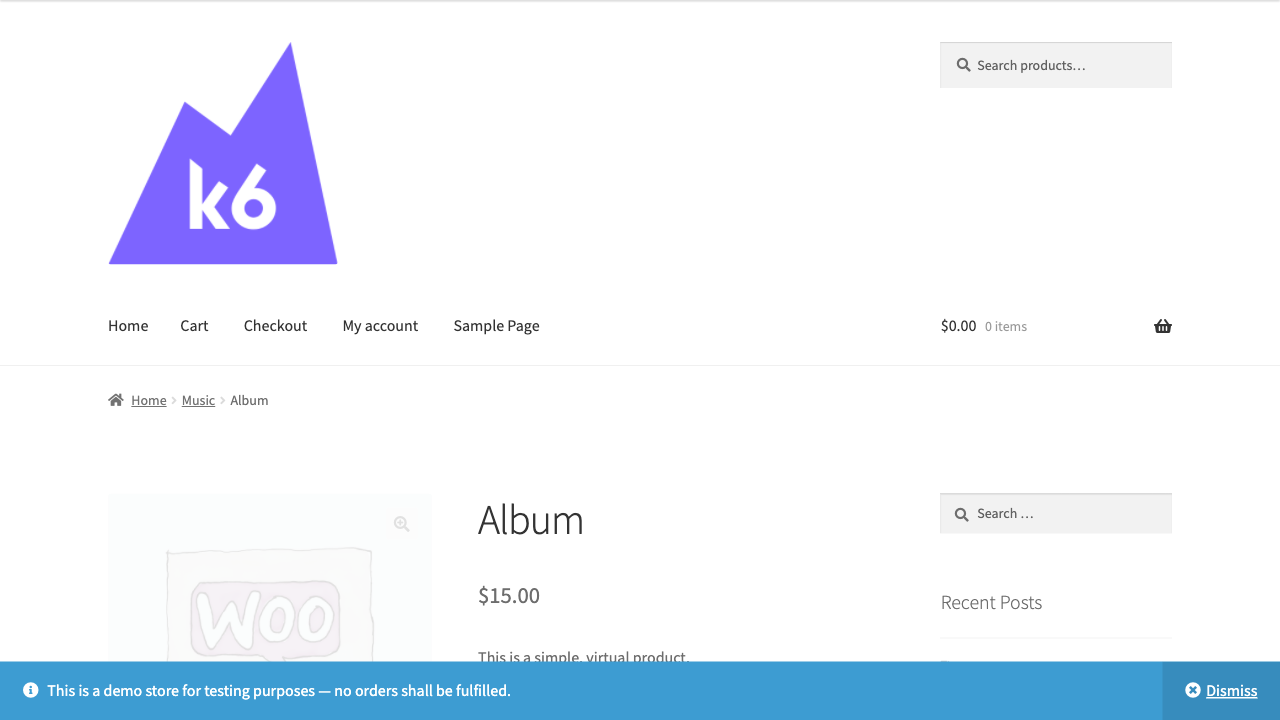 k6
Search products…
Home Cart Checkout My account Sample Page
$0.00 0 items
Home Music Album
Album
Search …
WOO
$15.00
Recent Posts
This is a simple, virtual product.
This is a demo store for testing purposes — no orders shall be fulfilled.
Dismiss